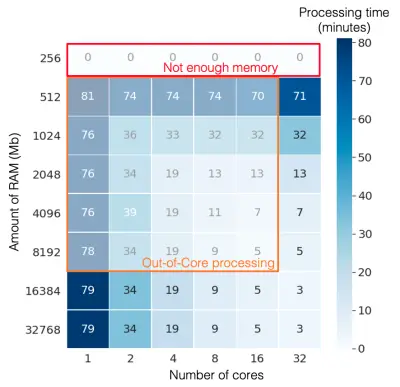 Processing time
(minutes)
256 0 0 0 0 0 0
Not enough memory
512 81 74 74 74 70 71
1024 76 36 33 32 32 32
2048 76 34 19 13 13 13
4096 76 39 19 11 7 7
8192 78 34 19 9 5 5
Out-of-Core processing
16384 79 34 19 9 5 3
32768 79 34 19 9 5 3
1 2 4 8 16 32
Number of cores
Amount of RAM (Mb)
80
70
60
50
40
30
20
10
0